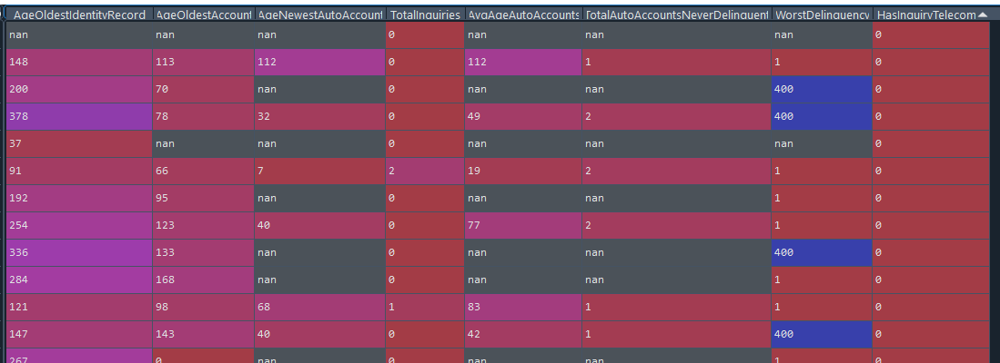 AgeOldestIdentityRecord AgeOldestAccount AgeNewestAutoAccount TotalInquiries AvgAgeAutoAccounts TotalAutoAccountsNeverDelinquent WorstDelinquency HasInquiryTelecom
nan nan nan 0 nan nan nan 0
148 113 112 0 112 1 1 0
200 70 nan 0 nan nan 400 0
378 78 32 0 49 2 400 0
37 nan nan 0 nan nan nan 0
91 66 7 2 19 2 1 0
192 95 nan 0 nan nan 1 0
254 123 40 0 77 2 1 0
336 133 nan 0 nan nan 400 0
284 168 nan 0 nan nan 1 0
121 98 68 1 83 1 1 0
147 143 40 0 42 1 400 0
267 0 nan 0 nan nan 1 0